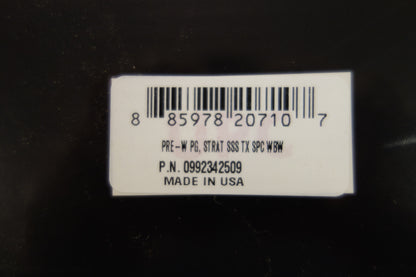 8 85978 20710 7
PRE-W PG, STRAT SSS TX SPC WBW
P.N. 0992342509
MADE IN USA